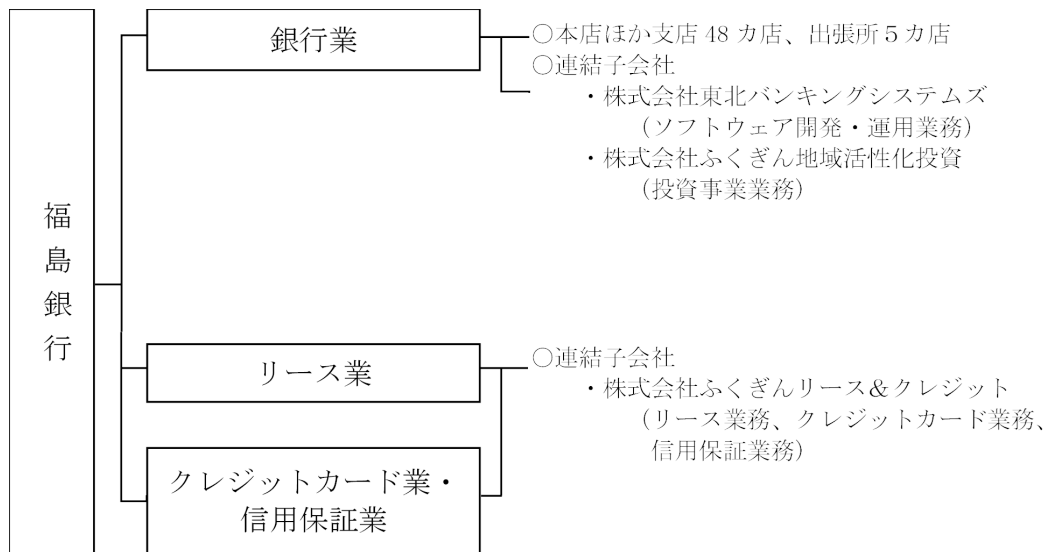 福島銀行
銀行業
○本店ほか支店 48 カ店、出張所５カ店
○連結子会社
・株式会社東北バンキングシステムズ
（ソフトウェア開発・運用業務）
・株式会社ふくぎん地域活性化投資
（投資事業業務）
リース業
○連結子会社
・株式会社ふくぎんリース＆クレジット
（リース業務、クレジットカード業務、
信用保証業務）
クレジットカード業・
信用保証業